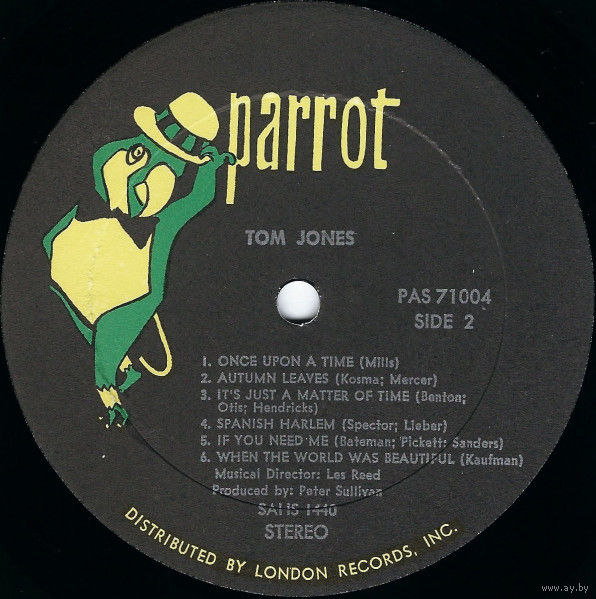 parrot
TOM JONES
PAS 71004
SIDE 2
1. ONCE UPON A TIME (Mills)
2. AUTUMN LEAVES (Kosma; Mercer)
3. IT'S JUST A MATTER OF TIME (Benton;
Otis; Hendricks)
4. SPANISH HARLEM (Spector; Lieber)
5. IF YOU NEED ME (Bateman; Pickett; Sanders)
6. WHEN THE WORLD WAS BEAUTIFUL (Kaufman)
Musical Director: Les Reed
Produced by: Peter Sullivan
1440
STEREO
DISTRIBUTED BY LONDON RECORDS, INC.
www.ay.by